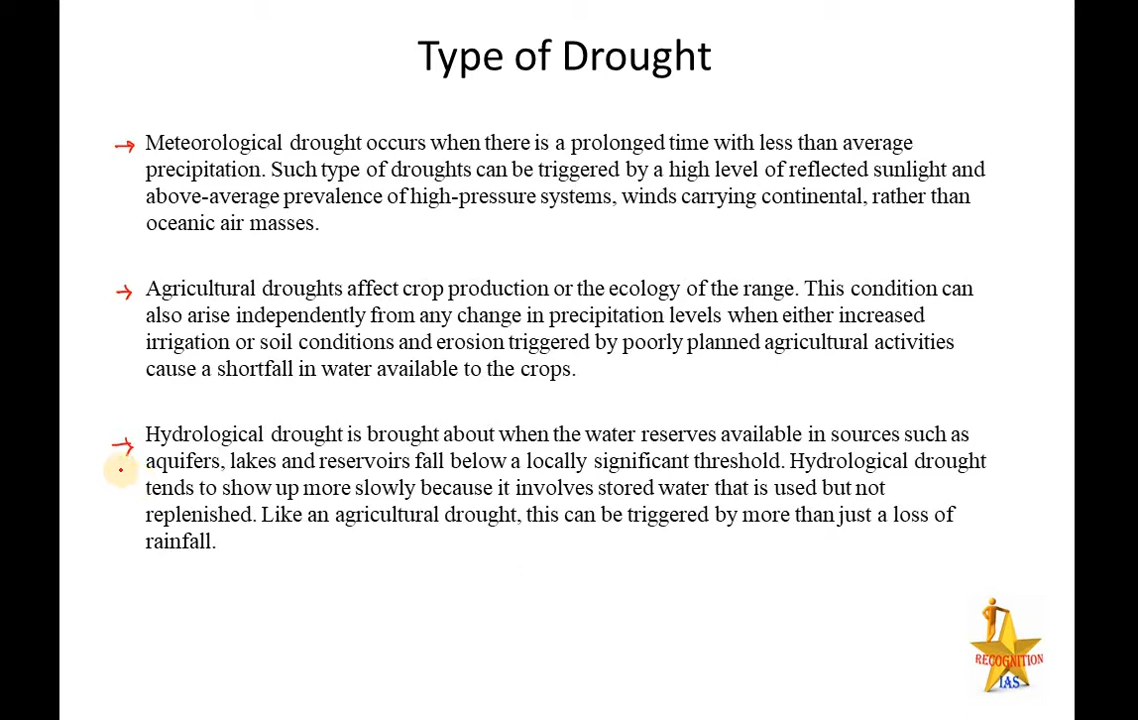 Type of Drought
Meteorological drought occurs when there is a prolonged time with less than average
precipitation. Such type of droughts can be triggered by a high level of reflected sunlight and
above-average prevalence of high-pressure systems, winds carrying continental, rather than
oceanic air masses.
Agricultural droughts affect crop production or the ecology of the range. This condition can
also arise independently from any change in precipitation levels when either increased
irrigation or soil conditions and erosion triggered by poorly planned agricultural activities
cause a shortfall in water available to the crops.
Hydrological drought is brought about when the water reserves available in sources such as
aquifers, lakes and reservoirs fall below a locally significant threshold. Hydrological drought
tends to show up more slowly because it involves stored water that is used but not
replenished. Like an agricultural drought, this can be triggered by more than just a loss of
rainfall.
RECOGNITION
IAS